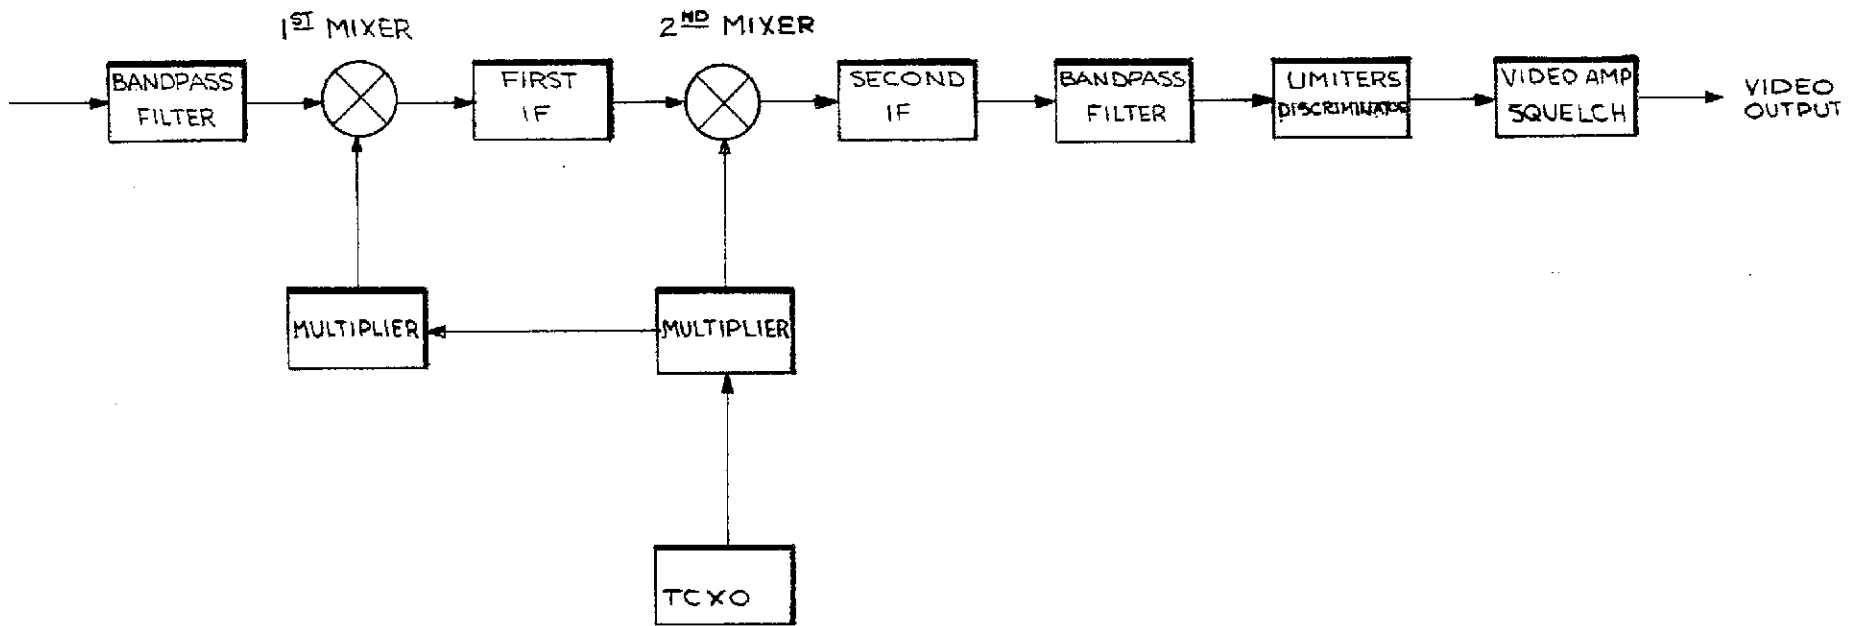 1ST MIXER
2ND MIXER
BANDPASS
FILTER
FIRST
IF
SECOND
IF
BANDPASS
FILTER
LIMITERS
DISCRIMINATOR
VIDEO AMP
SQUELCH
VIDEO
OUTPUT
MULTIPLIER
MULTIPLIER
TCXO